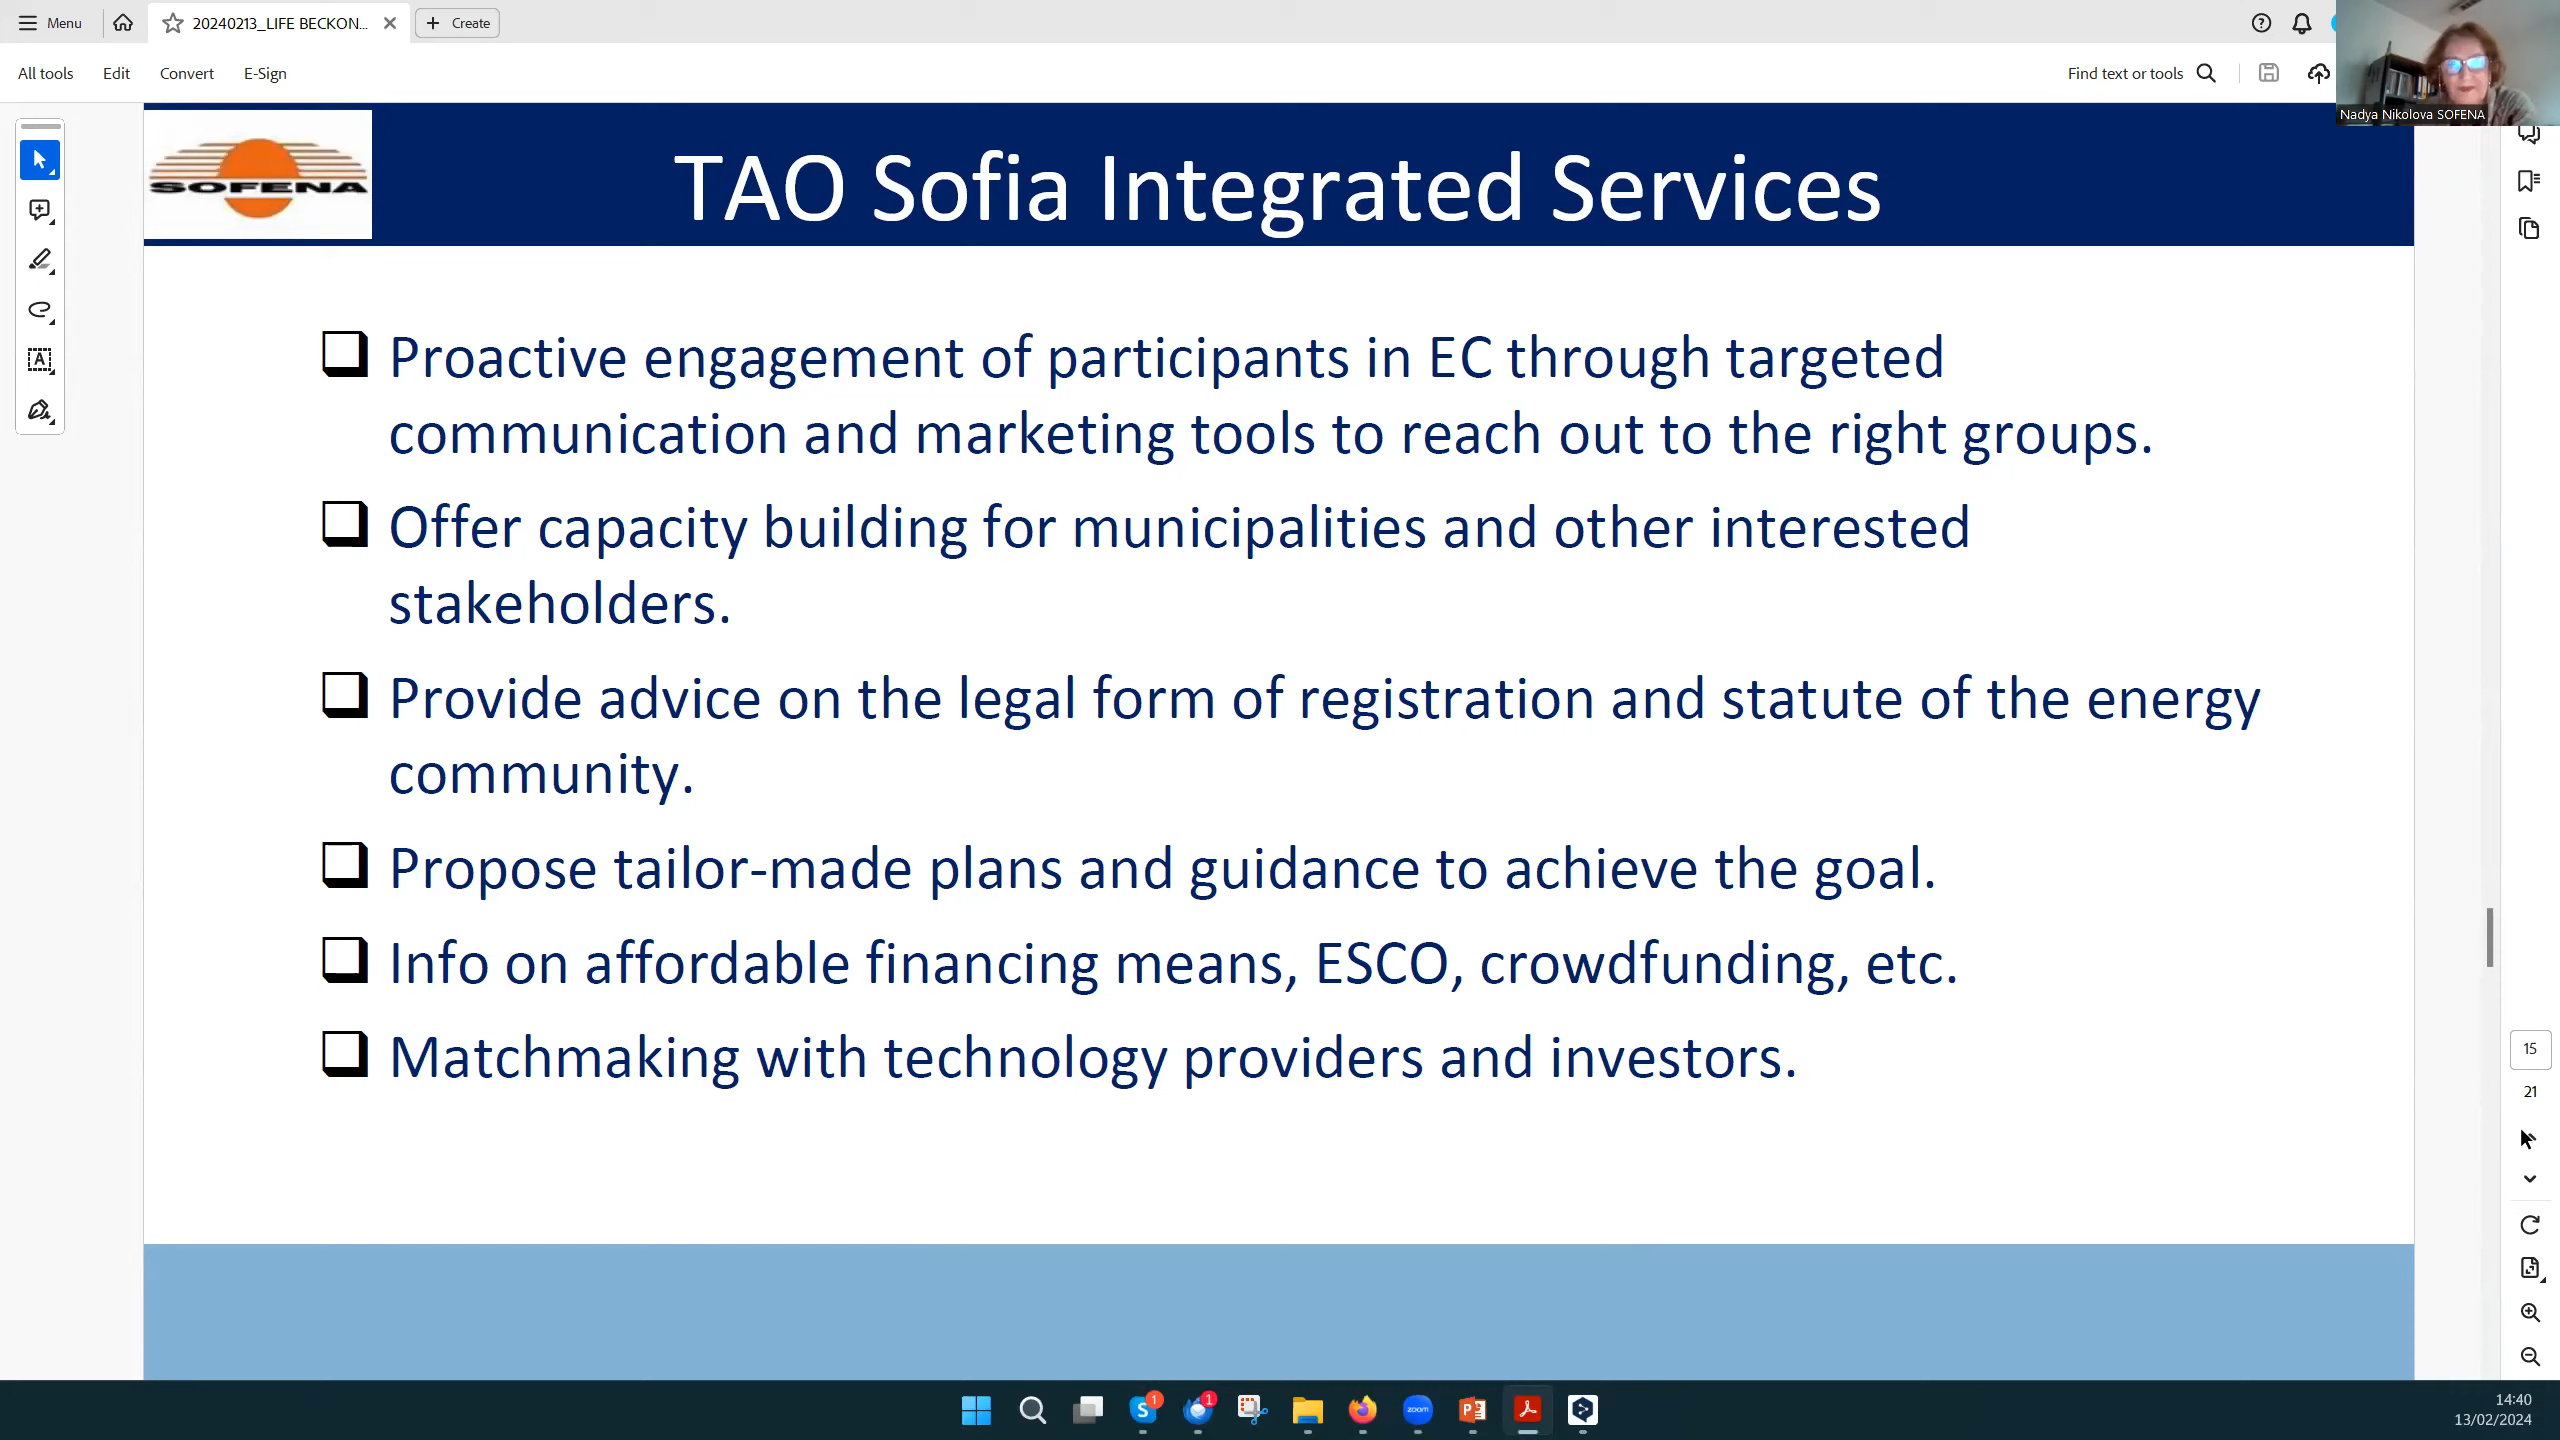 Menu
20240213_LIFE BECKON...
Create
All tools
Edit
Convert
E-Sign
Find text or tools
Nadya Nikolova SOFENA
SOFENA
TAO Sofia Integrated Services
Proactive engagement of participants in EC through targeted
communication and marketing tools to reach out to the right groups.
Offer capacity building for municipalities and other interested
stakeholders.
Provide advice on the legal form of registration and statute of the energy
community.
Propose tailor-made plans and guidance to achieve the goal.
Info on affordable financing means, ESCO, crowdfunding, etc.
Matchmaking with technology providers and investors.
15
21
1
1
zoom
14:40
13/02/2024